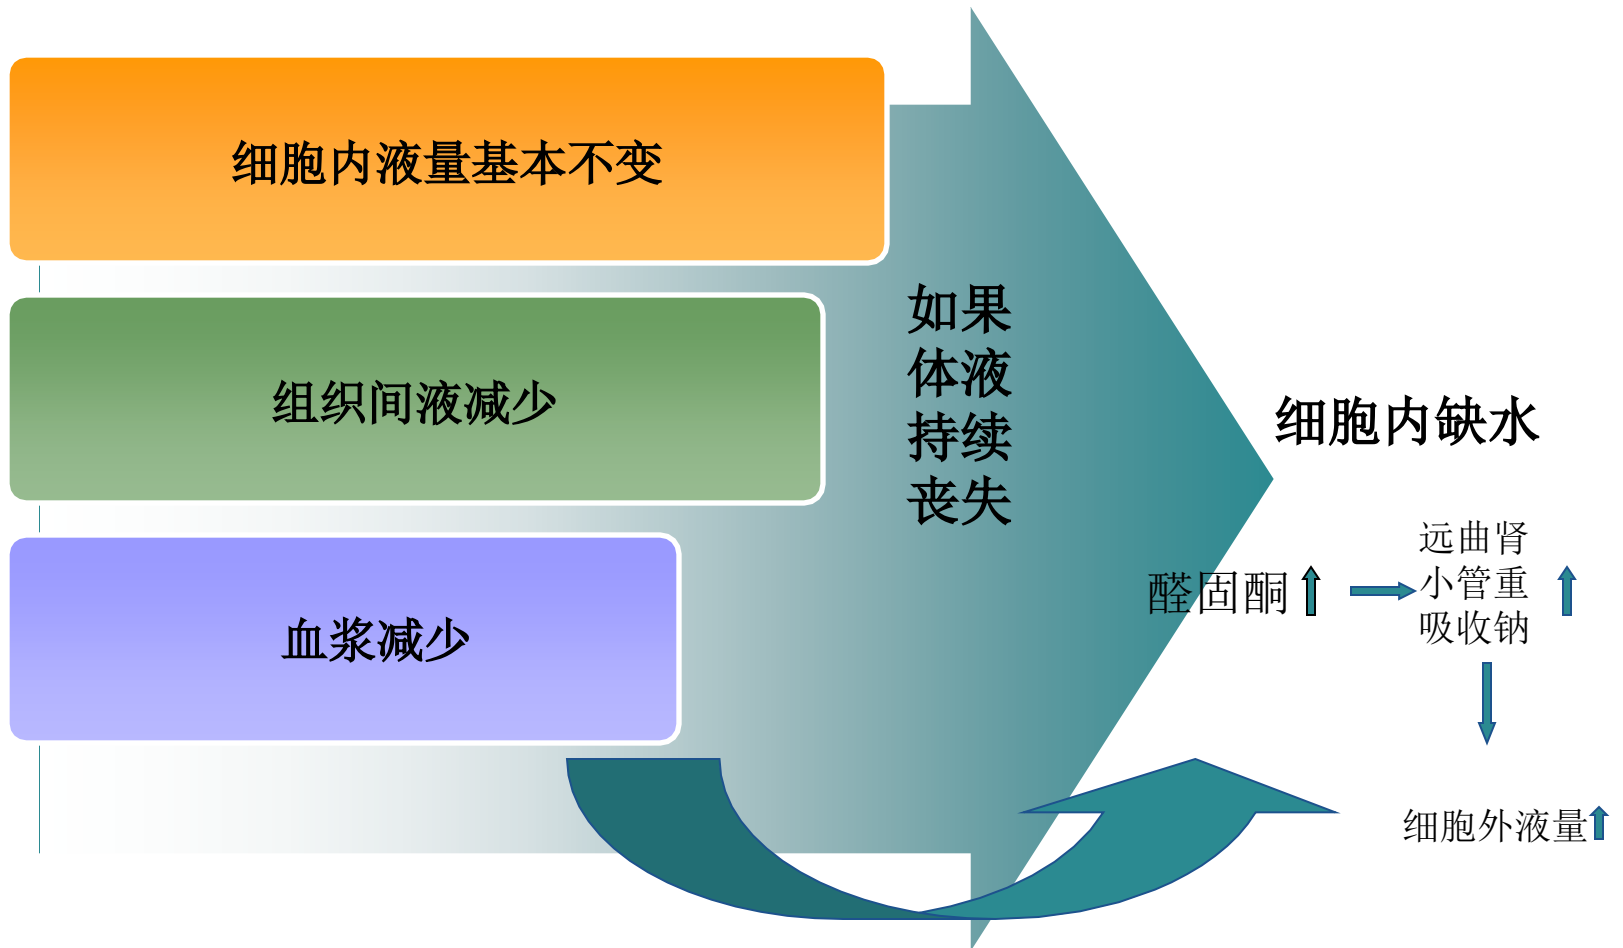 细胞内液量基本不变
组织间液减少
血浆减少
如果
体液
持续
丧失
细胞内缺水
醛固酮
远曲肾
小管重
吸收钠
细胞外液量